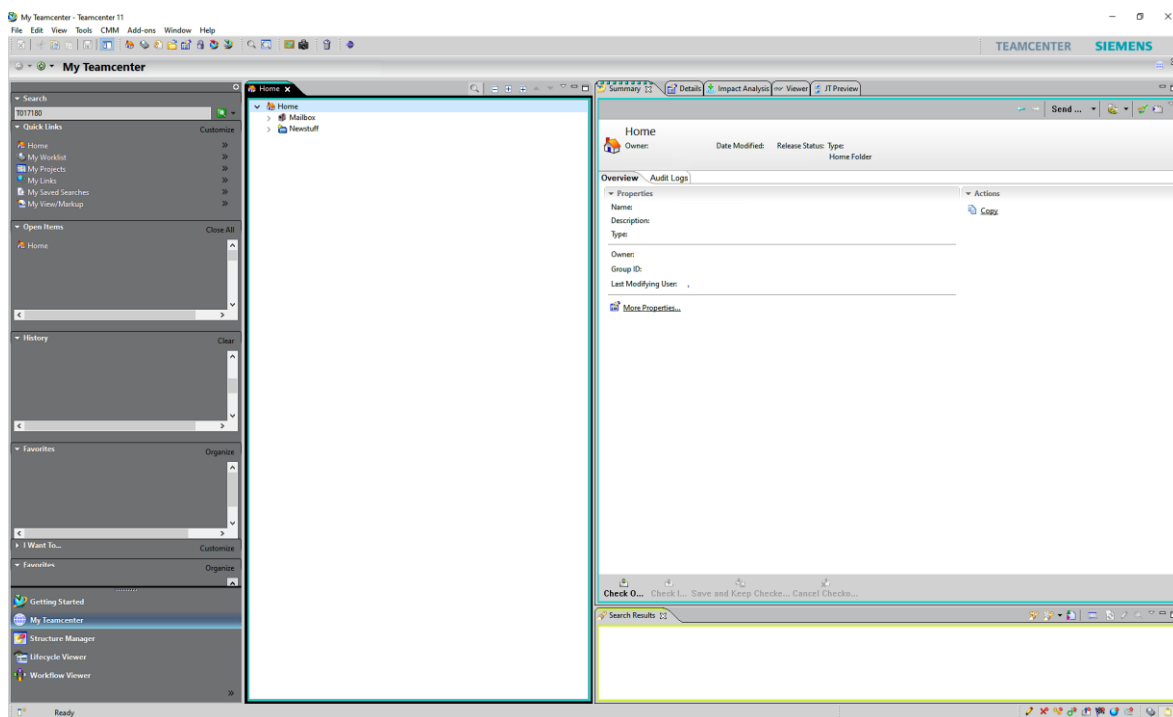 My Teamcenter - Teamcenter 11
File Edit View Tools CMM Add-ons Window Help
TEAMCENTER SIEMENS
My Teamcenter
Search
T017180
Quick Links Customize
Home
My Worklist
My Projects
My Links
My Saved Searches
My View/Markup
Open Items Close All
Home
History Clear
Favorites Organize
I Want To... Customize
Favorites Organize
Getting Started
My Teamcenter
Structure Manager
Lifecycle Viewer
Workflow Viewer
Ready
Home
Home
Mailbox
Newstuff
Summary Details Impact Analysis Viewer JT Preview
Send ...
Home
Owner: Date Modified: Release Status: Type:
Home Folder
Overview Audit Logs
Properties
Name:
Description:
Type:
Owner:
Group ID:
Last Modifying User: ,
More Properties...
Actions
Copy
Check O... Check I... Save and Keep Checke... Cancel Checko...
Search Results